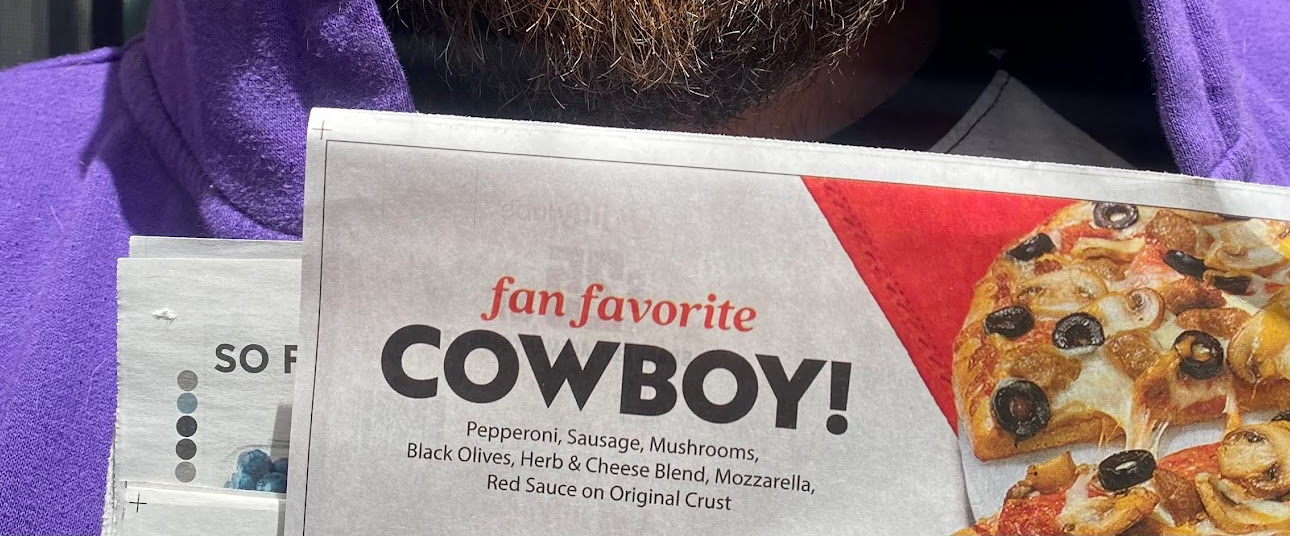 fan favorite
COWBOY!
Pepperoni, Sausage, Mushrooms,
Black Olives, Herb & Cheese Blend, Mozzarella,
Red Sauce on Original Crust
SO F